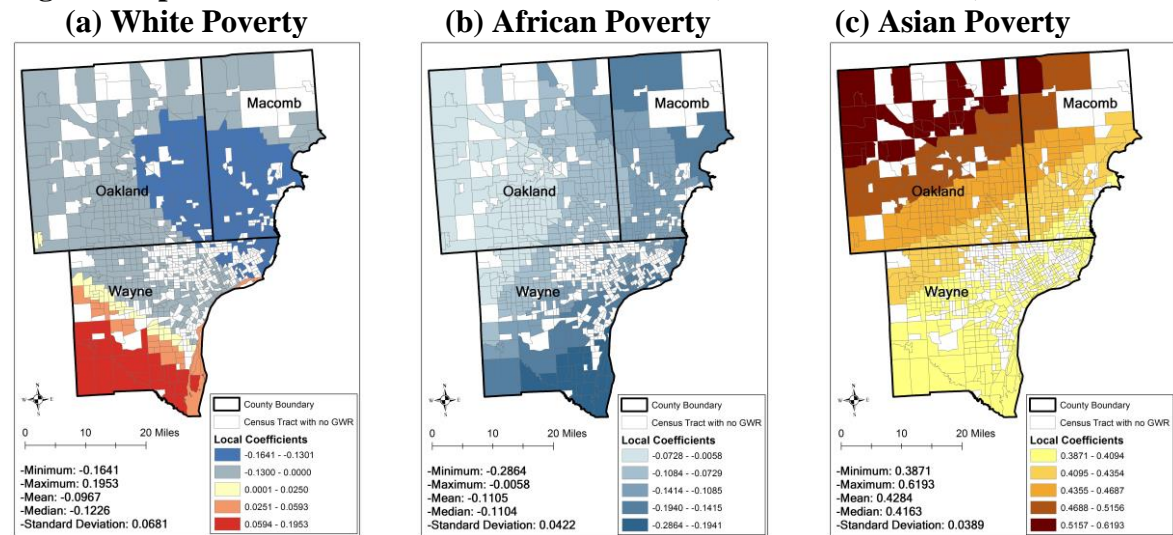 (a) White Poverty
(b) African Poverty
(c) Asian Poverty
Macomb
Oakland
Wayne
N
W
E
S
0 10 20 Miles
County Boundary
Census Tract with no GWR
Local Coefficients
-0.1641 - -0.1301
-0.1300 - 0.0000
0.0001 - 0.0250
0.0251 - 0.0593
0.0594 - 0.1953
-Minimum: -0.1641
-Maximum: 0.1953
-Mean: -0.0967
-Median: -0.1226
-Standard Deviation: 0.0681
Macomb
Oakland
Wayne
N
W
E
S
0 10 20 Miles
County Boundary
Census Tract with no GWR
Local Coefficients
-0.0728 - -0.0058
-0.1084 - -0.0729
-0.1414 - -0.1085
-0.1940 - -0.1415
-0.2864 - -0.1941
-Minimum: -0.2864
-Maximum: -0.0058
-Mean: -0.1105
-Median: -0.1104
-Standard Deviation: 0.0422
Macomb
Oakland
Wayne
N
W
E
S
0 10 20 Miles
County Boundary
Census Tract with no GWR
Local Coefficients
0.3871 - 0.4094
0.4095 - 0.4354
0.4355 - 0.4687
0.4688 - 0.5156
0.5157 - 0.6193
-Minimum: 0.3871
-Maximum: 0.6193
-Mean: 0.4284
-Median: 0.4163
-Standard Deviation: 0.0389